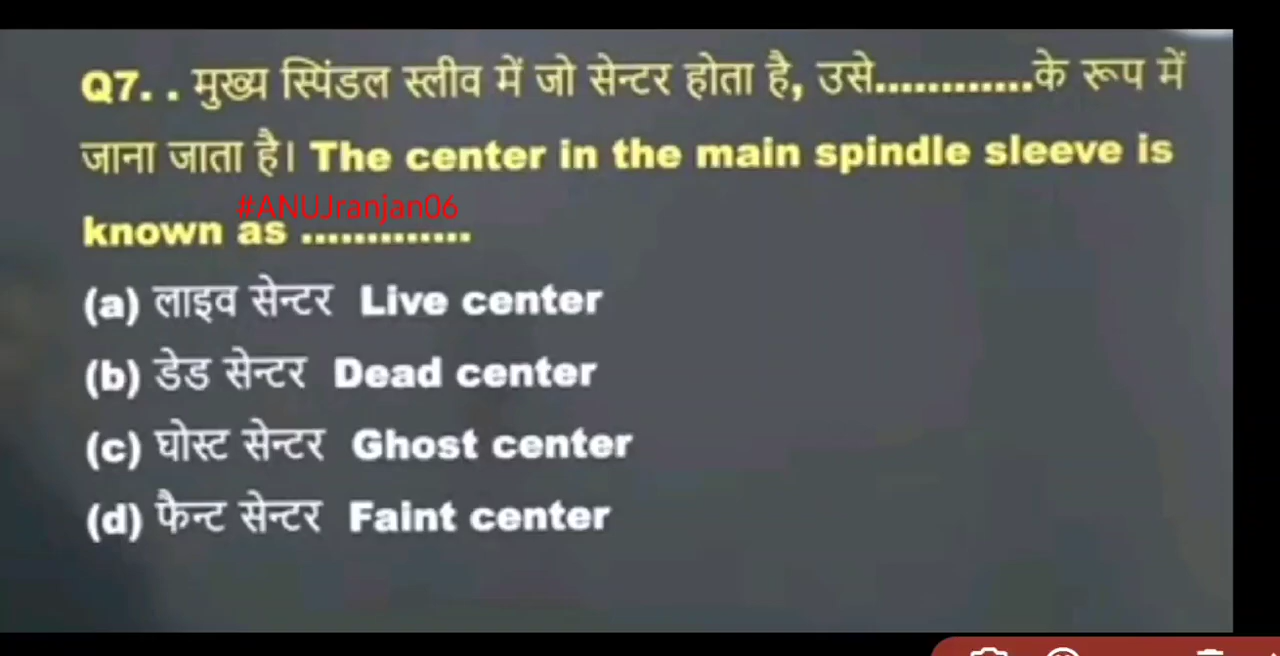 Q7. . मुख्य स्पिंडल स्लीव में जो सेन्टर होता है, उसे............के रूप में
जाना जाता है। The center in the main spindle sleeve is
#ANUJranjan06
known as .............
(a) लाइव सेन्टर Live center
(b) डेड सेन्टर Dead center
(c) घोस्ट सेन्टर Ghost center
(d) फैन्ट सेन्टर Faint center